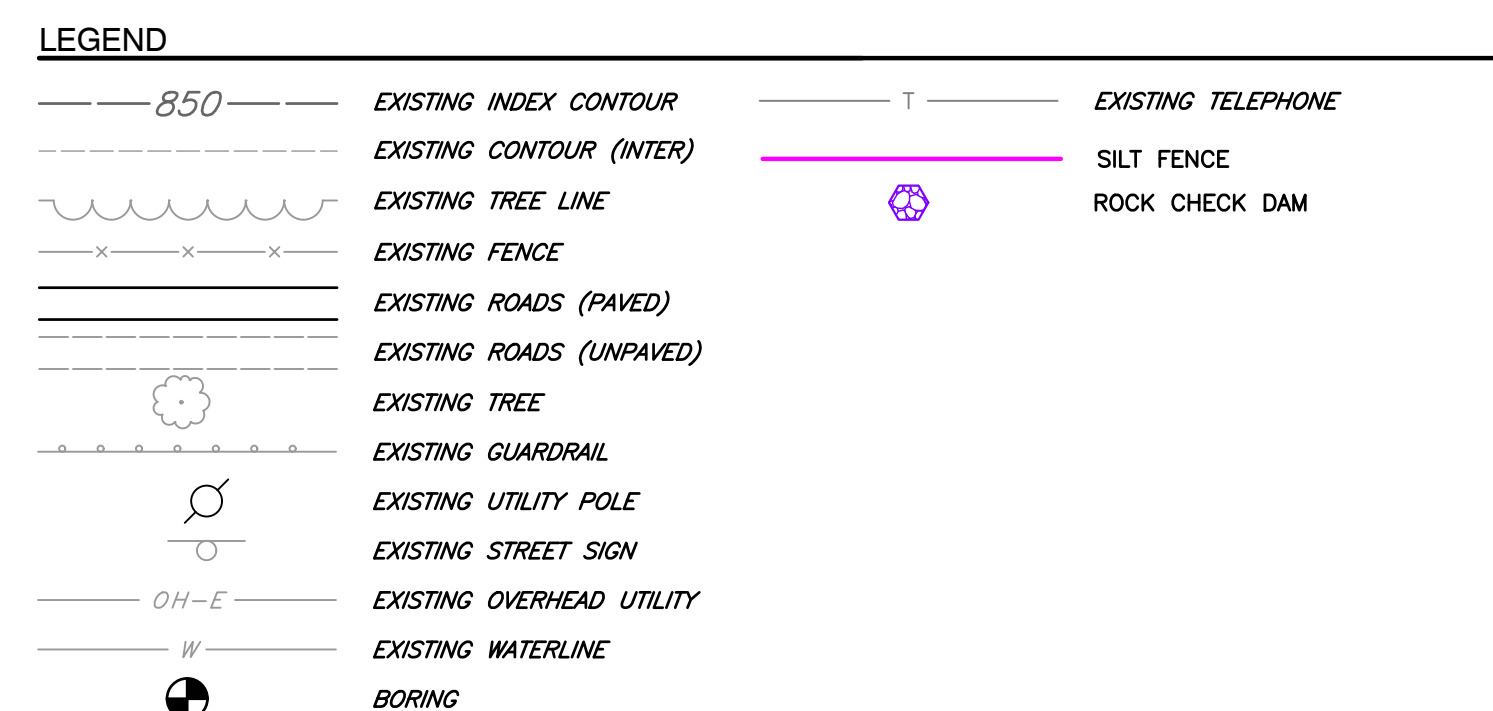 LEGEND
850 EXISTING INDEX CONTOUR
EXISTING CONTOUR (INTER)
EXISTING TREE LINE
EXISTING FENCE
EXISTING ROADS (PAVED)
EXISTING ROADS (UNPAVED)
EXISTING TREE
EXISTING GUARDRAIL
EXISTING UTILITY POLE
EXISTING STREET SIGN
OH-E EXISTING OVERHEAD UTILITY
W EXISTING WATERLINE
BORING
T EXISTING TELEPHONE
SILT FENCE
ROCK CHECK DAM